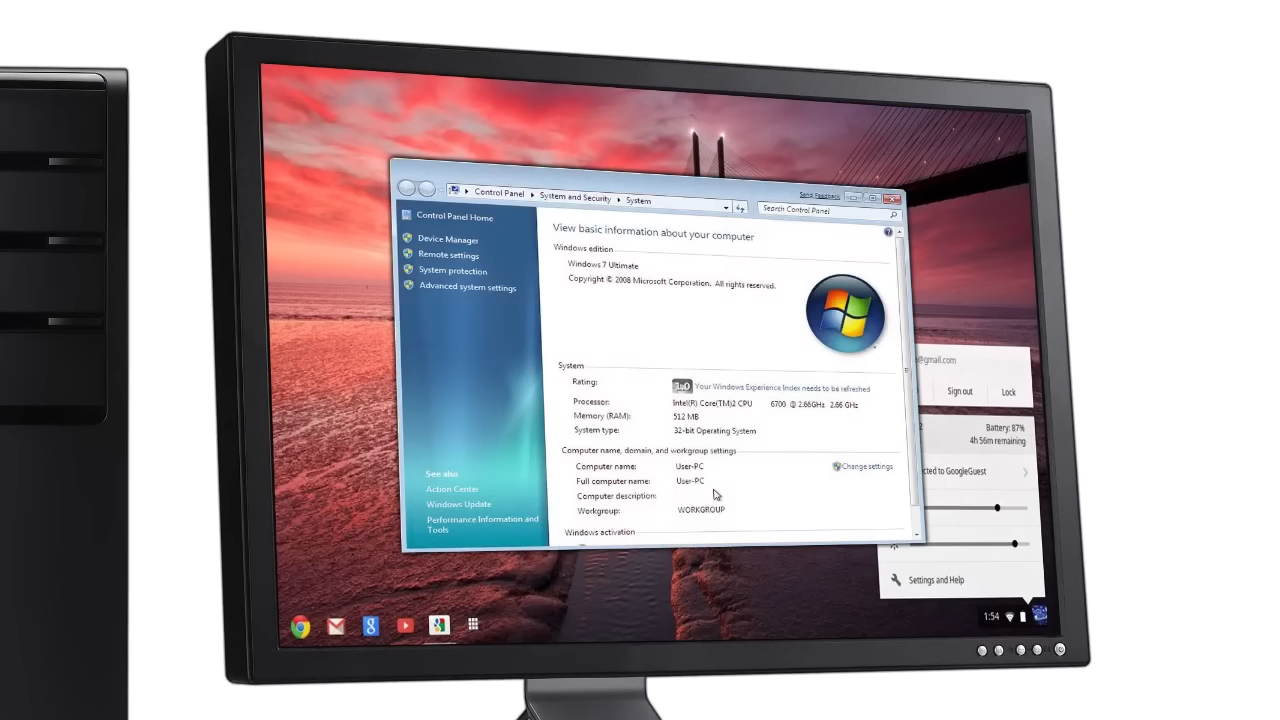 Send Feedback
Control Panel ▸ System and Security ▸ System
Search Control Panel
Control Panel Home
Device Manager
Remote settings
System protection
Advanced system settings
See also
Action Center
Windows Update
Performance Information and
Tools
View basic information about your computer
Windows edition
Windows 7 Ultimate
Copyright © 2008 Microsoft Corporation. All rights reserved.
System
Rating: Your Windows Experience Index needs to be refreshed
Processor: Intel(R) Core(TM)2 CPU 6700 @ 2.66GHz 2.66 GHz
Memory (RAM): 512 MB
System type: 32-bit Operating System
Computer name, domain, and workgroup settings
Computer name: User-PC
Change settings
Full computer name: User-PC
Computer description:
Workgroup: WORKGROUP
Windows activation
@gmail.com
Sign out Lock
Battery: 87%
4h 56m remaining
cted to GoogleGuest
Settings and Help
1:54